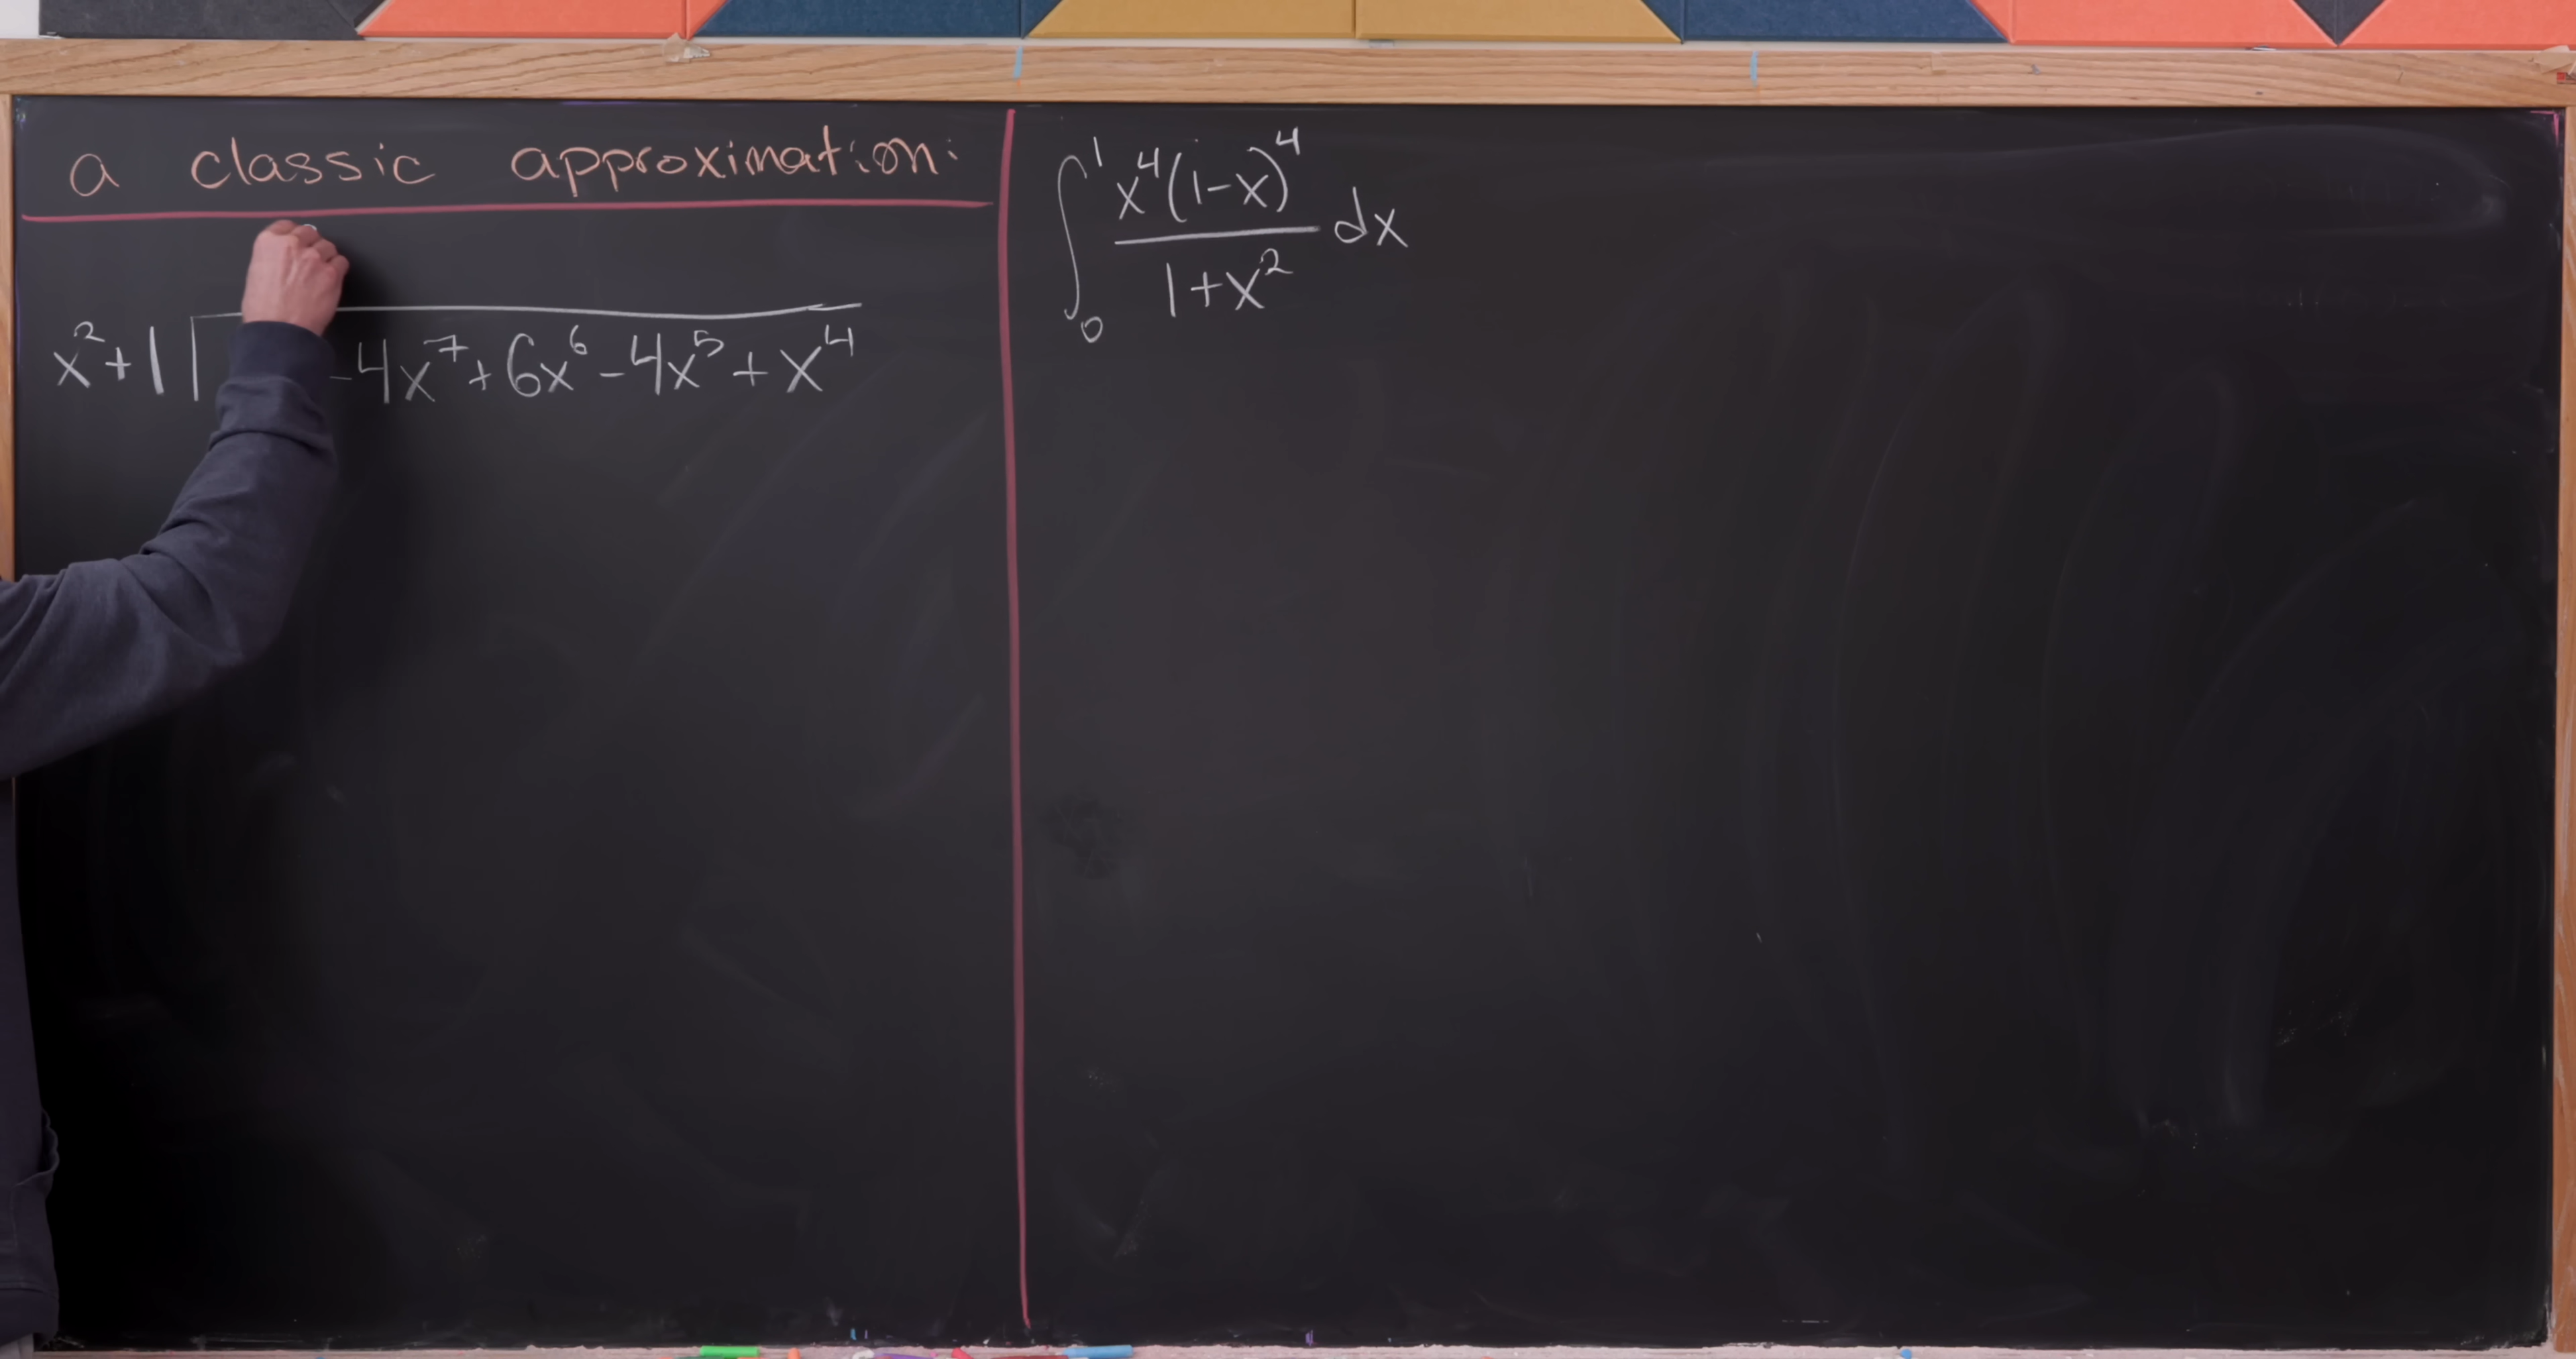 a classic approximation:
x²+1 -4x⁷+6x⁶-4x⁵+x⁴
∫₀¹ x⁴(1-x)⁴
1+x² dx